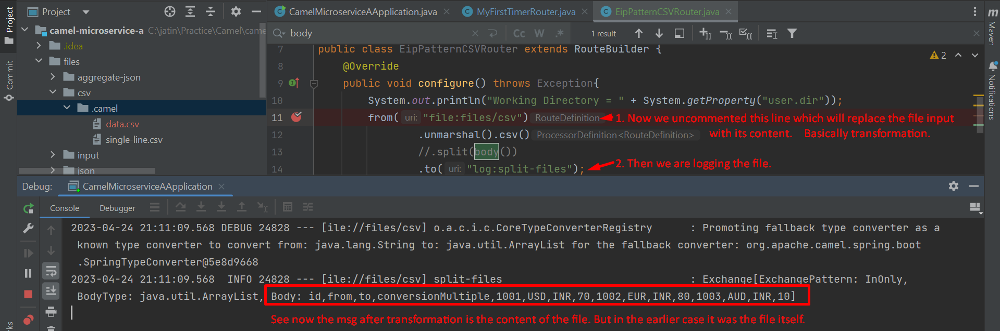 Project
CamelMicroserviceAApplication.java
MyFirstTimerRouter.java
EipPatternCSVRouter.java
m
Maven
Notifications
Project
Commit
camel-microservice-a C:\jatin\Practice\Camel\came
.idea
files
aggregate-json
csv
.camel
data.csv
single-line.csv
input
json
body
Cc W .* 1 result
2
7 public class EipPatternCSVRouter extends RouteBuilder {
8 @Override
9 public void configure() throws Exception{
10 System.out.println("Working Directory = " + System.getProperty("user.dir"));
11 from( uri: "file:files/csv") RouteDefinition 1. Now we uncommented this line which will replace the file input
12 .unmarshal().csv() ProcessorDefinition<RouteDefinition> with its content. Basically transformation.
13 //.split(body())
14 .to( uri: "log:split-files"); 2. Then we are logging the file.
Debug: CamelMicroserviceAApplication
Console Debugger
2023-04-24 21:11:09.568 DEBUG 24828 --- [ile://files/csv] o.a.c.i.c.CoreTypeConverterRegistry : Promoting fallback type converter as a
known type converter to convert from: java.lang.String to: java.util.ArrayList for the fallback converter: org.apache.camel.spring.boot
.SpringTypeConverter@5e8d9668
2023-04-24 21:11:09.568 INFO 24828 --- [ile://files/csv] split-files : Exchange[ExchangePattern: InOnly,
BodyType: java.util.ArrayList, Body: id,from,to,conversionMultiple,1001,USD,INR,70,1002,EUR,INR,80,1003,AUD,INR,10]
See now the msg after transformation is the content of the file. But in the earlier case it was the file itself.